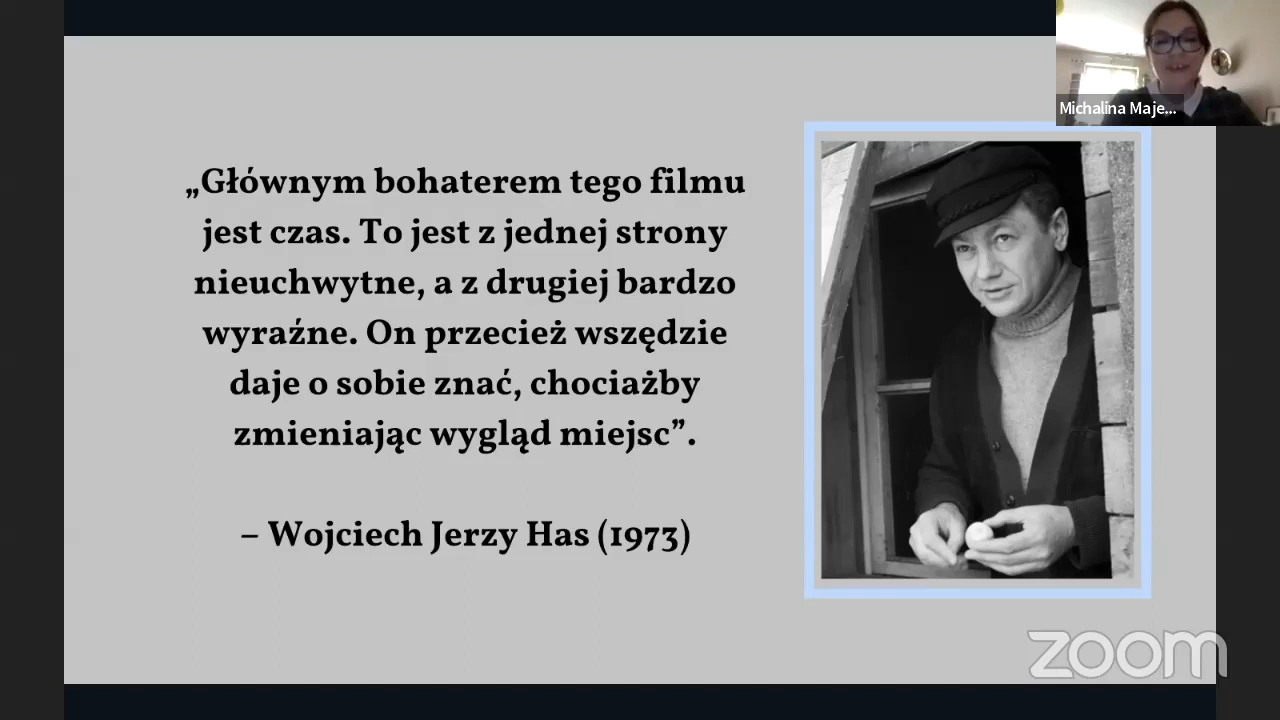 Michalina Maje...
„Głównym bohaterem tego filmu
jest czas. To jest z jednej strony
nieuchwytne, a z drugiej bardzo
wyraźne. On przecież wszędzie
daje o sobie znać, chociażby
zmieniając wygląd miejsc”.
– Wojciech Jerzy Has (1973)
zoom